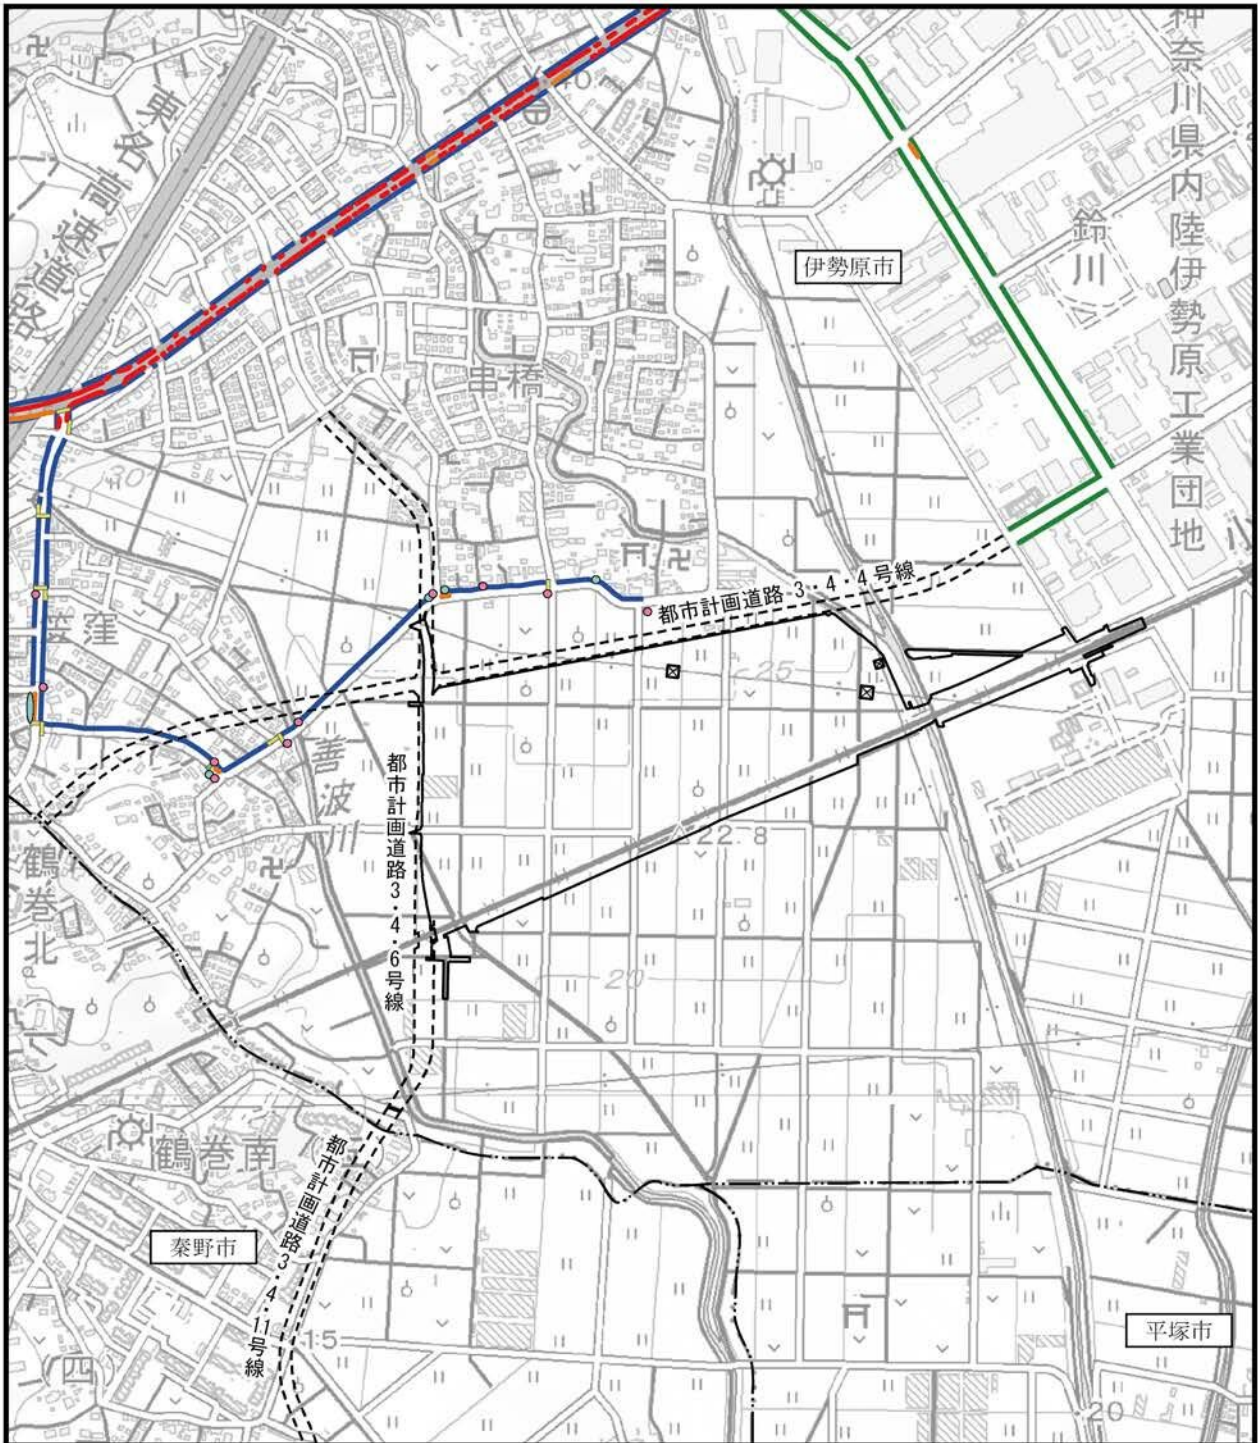 東名高速道路
40
神奈川県内陸伊勢原工業団地
鈴川
伊勢原市
串橋
30
笠窪
都市計画道路 3・4・4号線
25
善波川
都市計画道路3・4・6号線
22.8
鶴巻北
20
鶴巻南
都市計画道路3・4・11号線
秦野市
15
平塚市
20